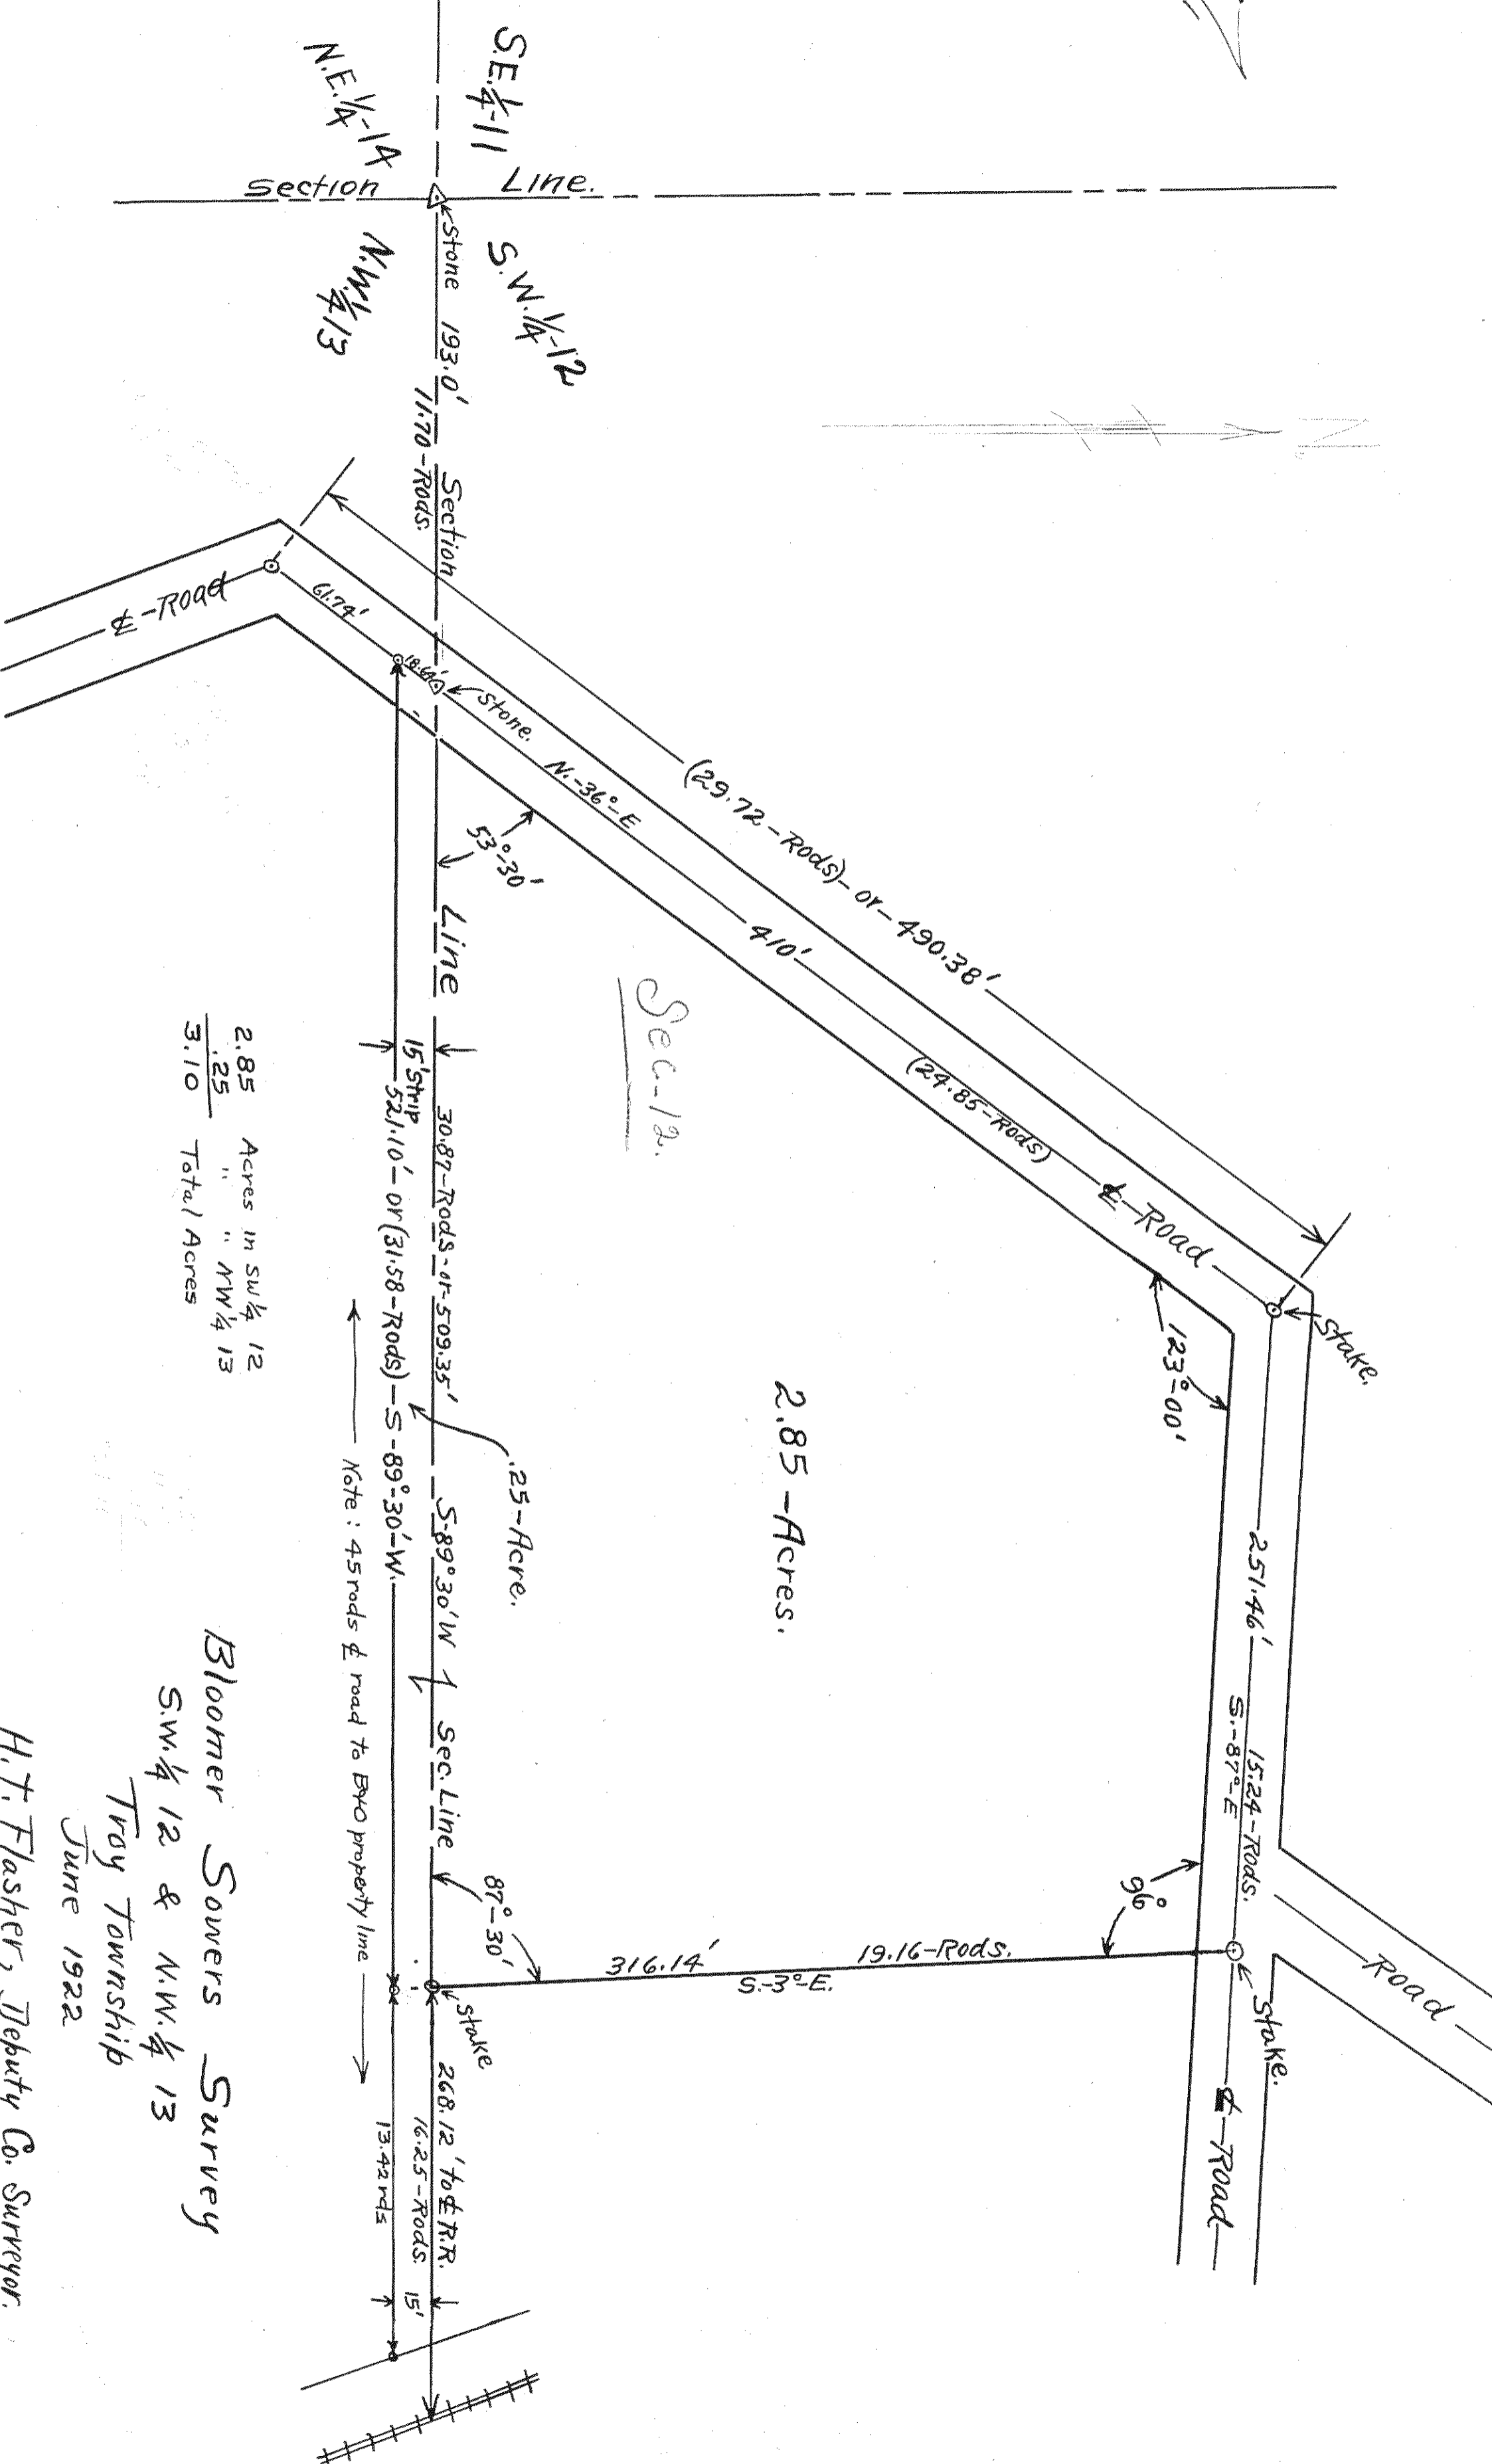 S.E.¼-11
N.E.¼-14
Section Line.
S.W.¼-12
N.W.¼ 13
Stone 193.0' Section
11.70-Rods.
N
℄-Road
61.74'
18.64'
Stone.
N.-36°-E
410'
(24.85-Rods)
℄-Road
(29.72-Rods)-or-490.38'
Stake.
53°-30'
123°-00'
251.46' 15.24-Rods.
S.-87°-E
Road
Stake.
℄-Road
96°
316.14' 19.16-Rods.
S.-3°-E.
87°-30'
Stake
Sec-12.
2.85-Acres.
.25-Acre.
Line 30.87-Rods-or-509.35' S-89°30'W Sec. Line
15' Strip
521.10'-or(31.58-Rods)-S-89°-30'-W.
268.12' to ℄ R.R.
16.25-Rods.
15'
13.42 rds
Note: 45 rods ℄ road to B&O property line
2.85 Acres in SW¼ 12
.25 " " NW¼ 13
3.10 Total Acres
Bloomer Sowers Survey
S.W.¼ 12 & N.W.¼ 13
Troy Township
June 1922
H.T. Flasher, Deputy Co. Surveyor.